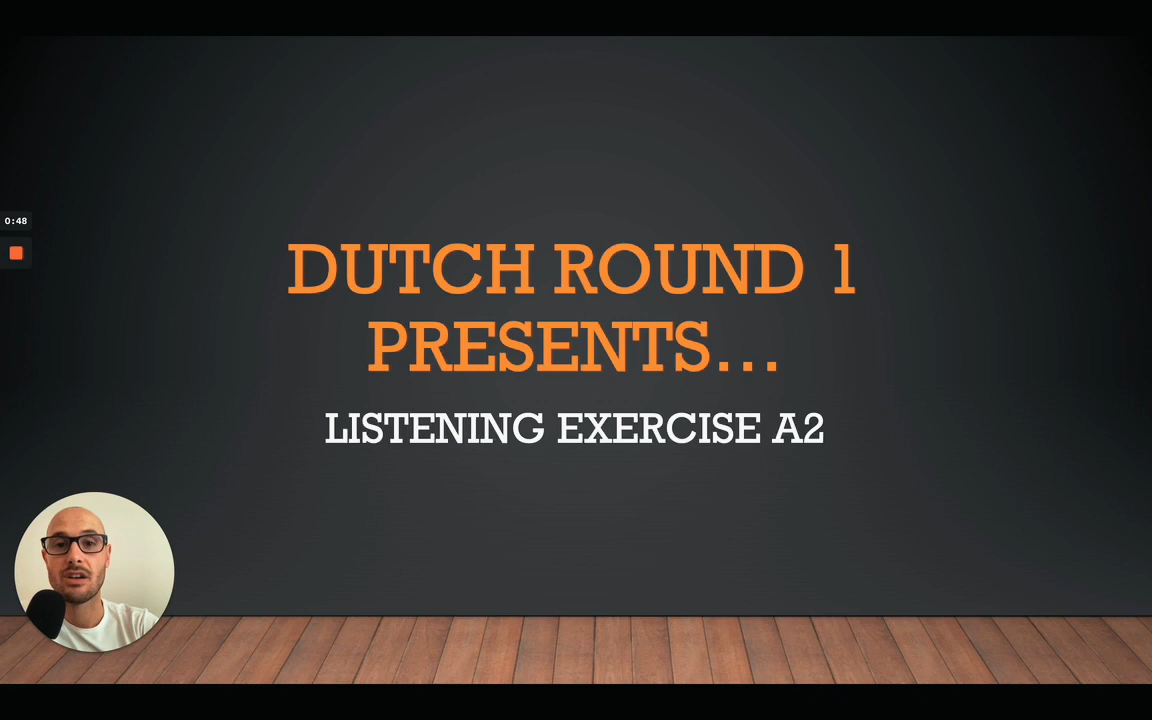 0:48
DUTCH ROUND 1
PRESENTS...
LISTENING EXERCISE A2